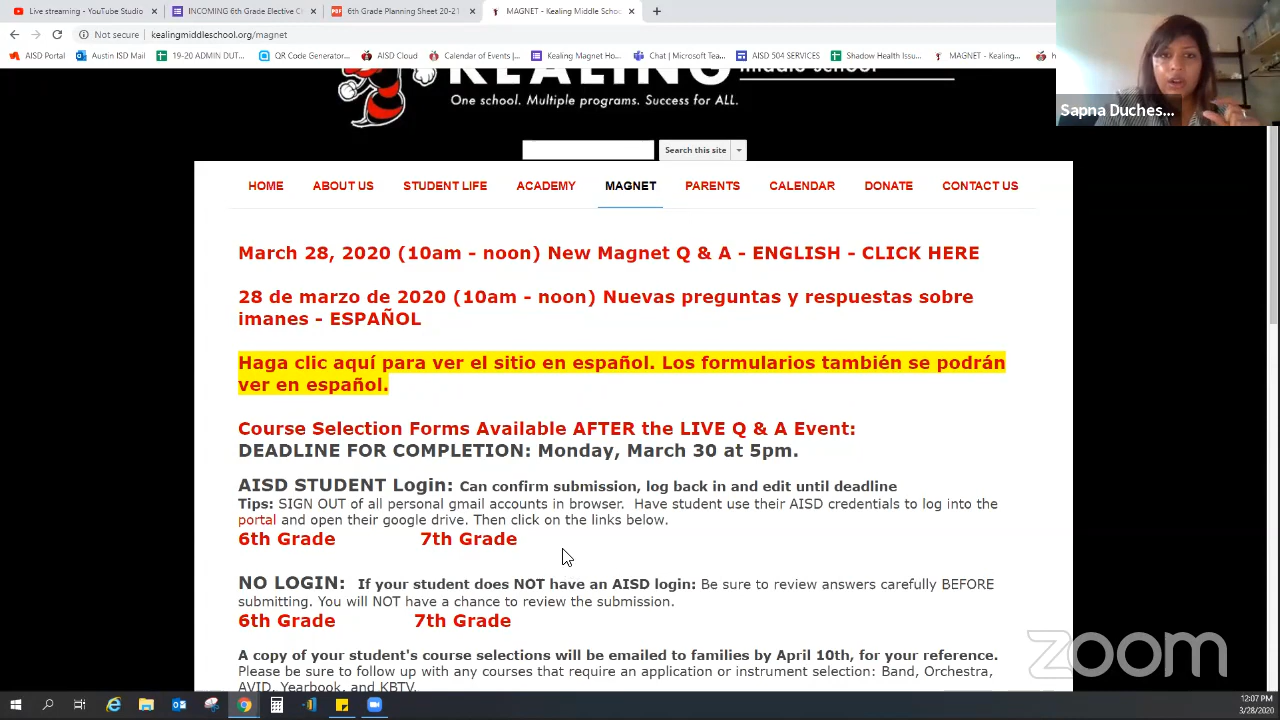 Live streaming - YouTube Studio
INCOMING 6th Grade Elective C
6th Grade Planning Sheet 20-21
MAGNET - Kealing Middle Schoo
Not secure | kealingmiddleschool.org/magnet
AISD Portal
Austin ISD Mail
19-20 ADMIN DUT...
QR Code Generator...
AISD Cloud
Calendar of Events |...
Kealing Magnet Ho...
Chat | Microsoft Tea...
AISD 504 SERVICES
Shadow Health Issu...
MAGNET - Kealing...
KEALING middle school
One school. Multiple programs. Success for ALL.
Sapna Duches...
Search this site
HOME ABOUT US STUDENT LIFE ACADEMY MAGNET PARENTS CALENDAR DONATE CONTACT US
March 28, 2020 (10am - noon) New Magnet Q & A - ENGLISH - CLICK HERE
28 de marzo de 2020 (10am - noon) Nuevas preguntas y respuestas sobre
imanes - ESPAÑOL
Haga clic aquí para ver el sitio en español. Los formularios también se podrán
ver en español.
Course Selection Forms Available AFTER the LIVE Q & A Event:
DEADLINE FOR COMPLETION: Monday, March 30 at 5pm.
AISD STUDENT Login: Can confirm submission, log back in and edit until deadline
Tips: SIGN OUT of all personal gmail accounts in browser. Have student use their AISD credentials to log into the
portal and open their google drive. Then click on the links below.
6th Grade 7th Grade
NO LOGIN: If your student does NOT have an AISD login: Be sure to review answers carefully BEFORE
submitting. You will NOT have a chance to review the submission.
6th Grade 7th Grade
A copy of your student's course selections will be emailed to families by April 10th, for your reference.
Please be sure to follow up with any courses that require an application or instrument selection: Band, Orchestra,
AVID, Yearbook, and KBTV.
zoom
12:07 PM
3/28/2020